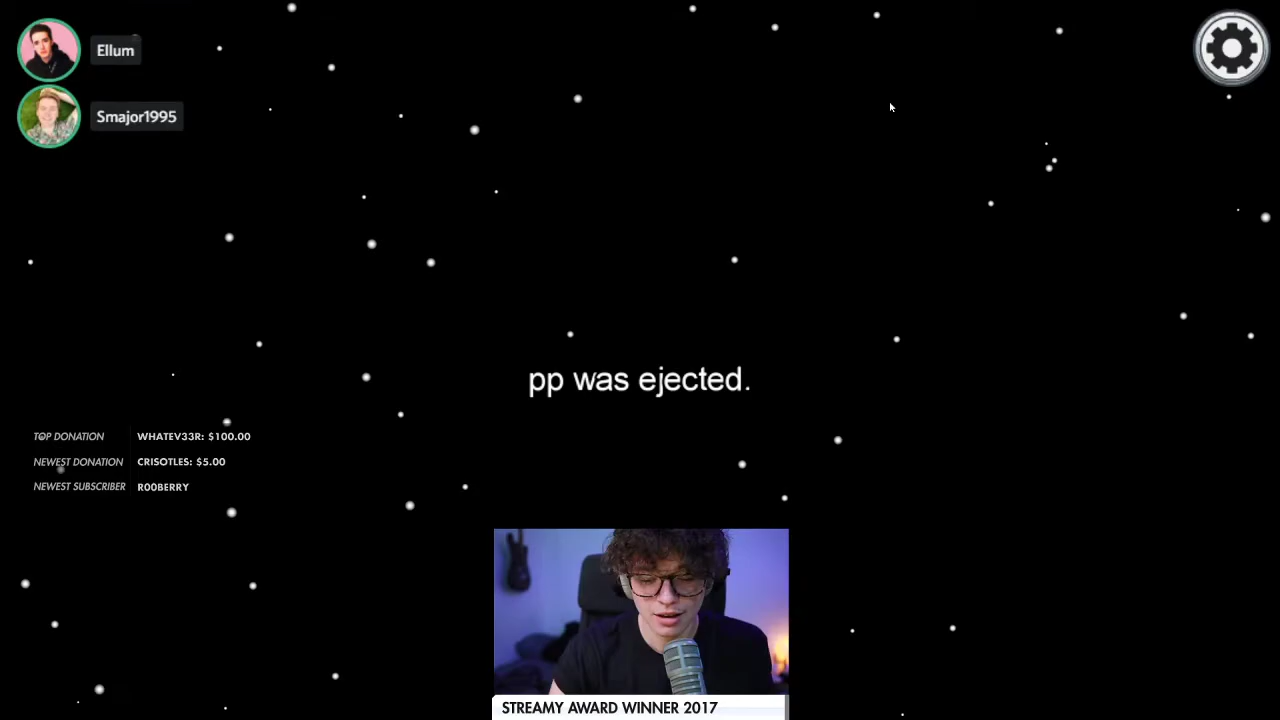 Ellum
Smajor1995
pp was ejected.
TOP DONATION WHATEV33R: $100.00
NEWEST DONATION CRISOTLES: $5.00
NEWEST SUBSCRIBER R00BERRY
STREAMY AWARD WINNER 2017